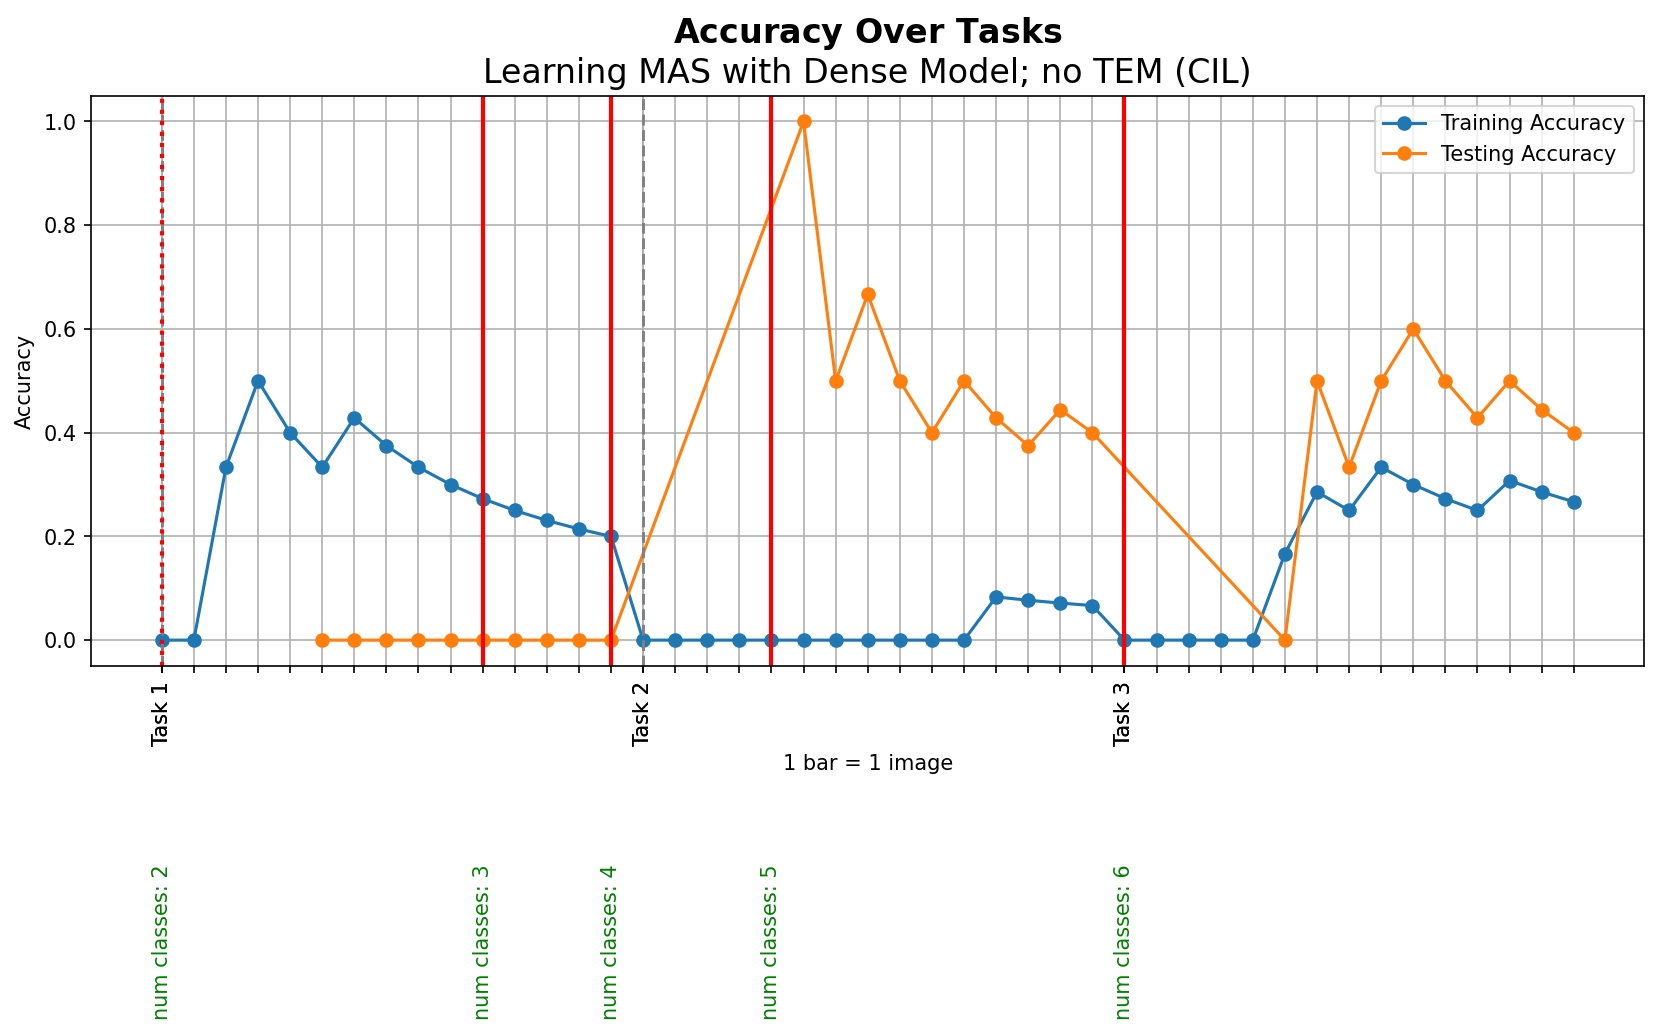 Accuracy Over Tasks
Learning MAS with Dense Model; no TEM (CIL)
Training Accuracy
Testing Accuracy
Accuracy
1.0
0.8
0.6
0.4
0.2
0.0
Task 1
Task 2
Task 3
1 bar = 1 image
num classes: 2
num classes: 3
num classes: 4
num classes: 5
num classes: 6